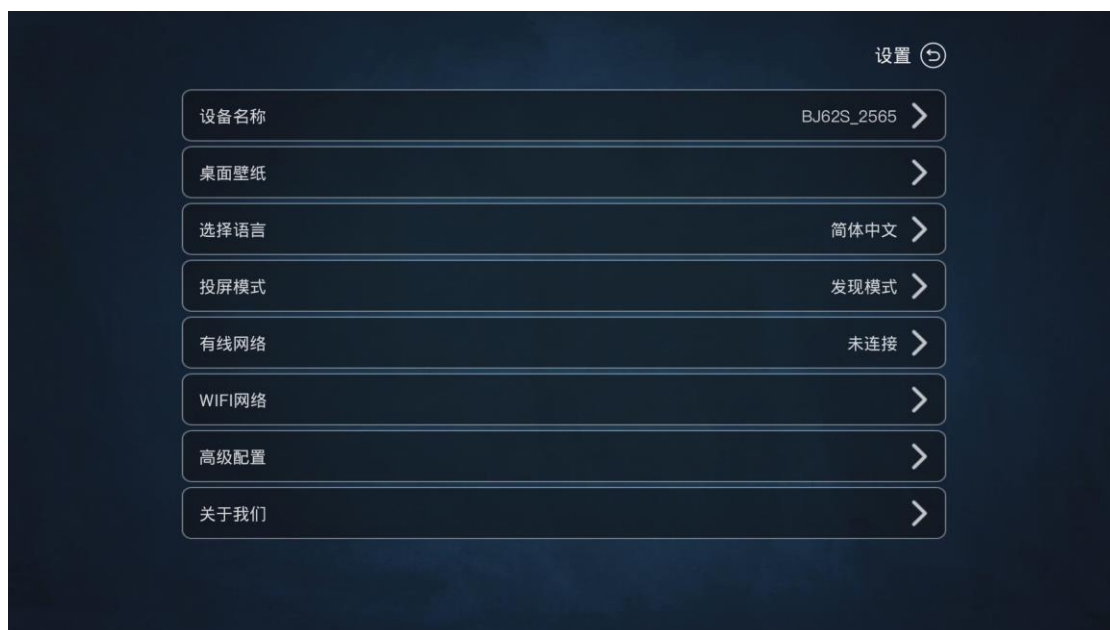 设置
设备名称 BJ62S_2565
桌面壁纸
选择语言 简体中文
投屏模式 发现模式
有线网络 未连接
WIFI网络
高级配置
关于我们